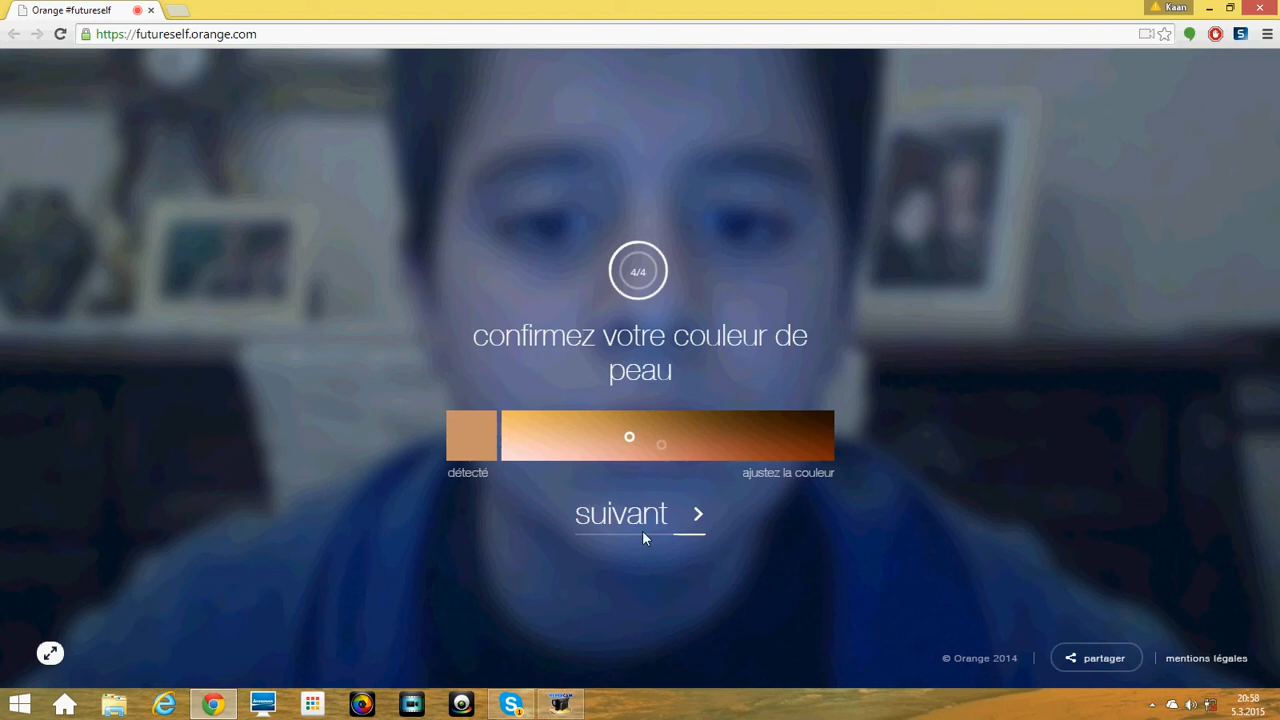 Orange #futureself
Kaan
https://futureself.orange.com
4/4
confirmez votre couleur de
peau
détecté
ajustez la couleur
suivant
© Orange 2014
partager
mentions légales
20:58
5.3.2015